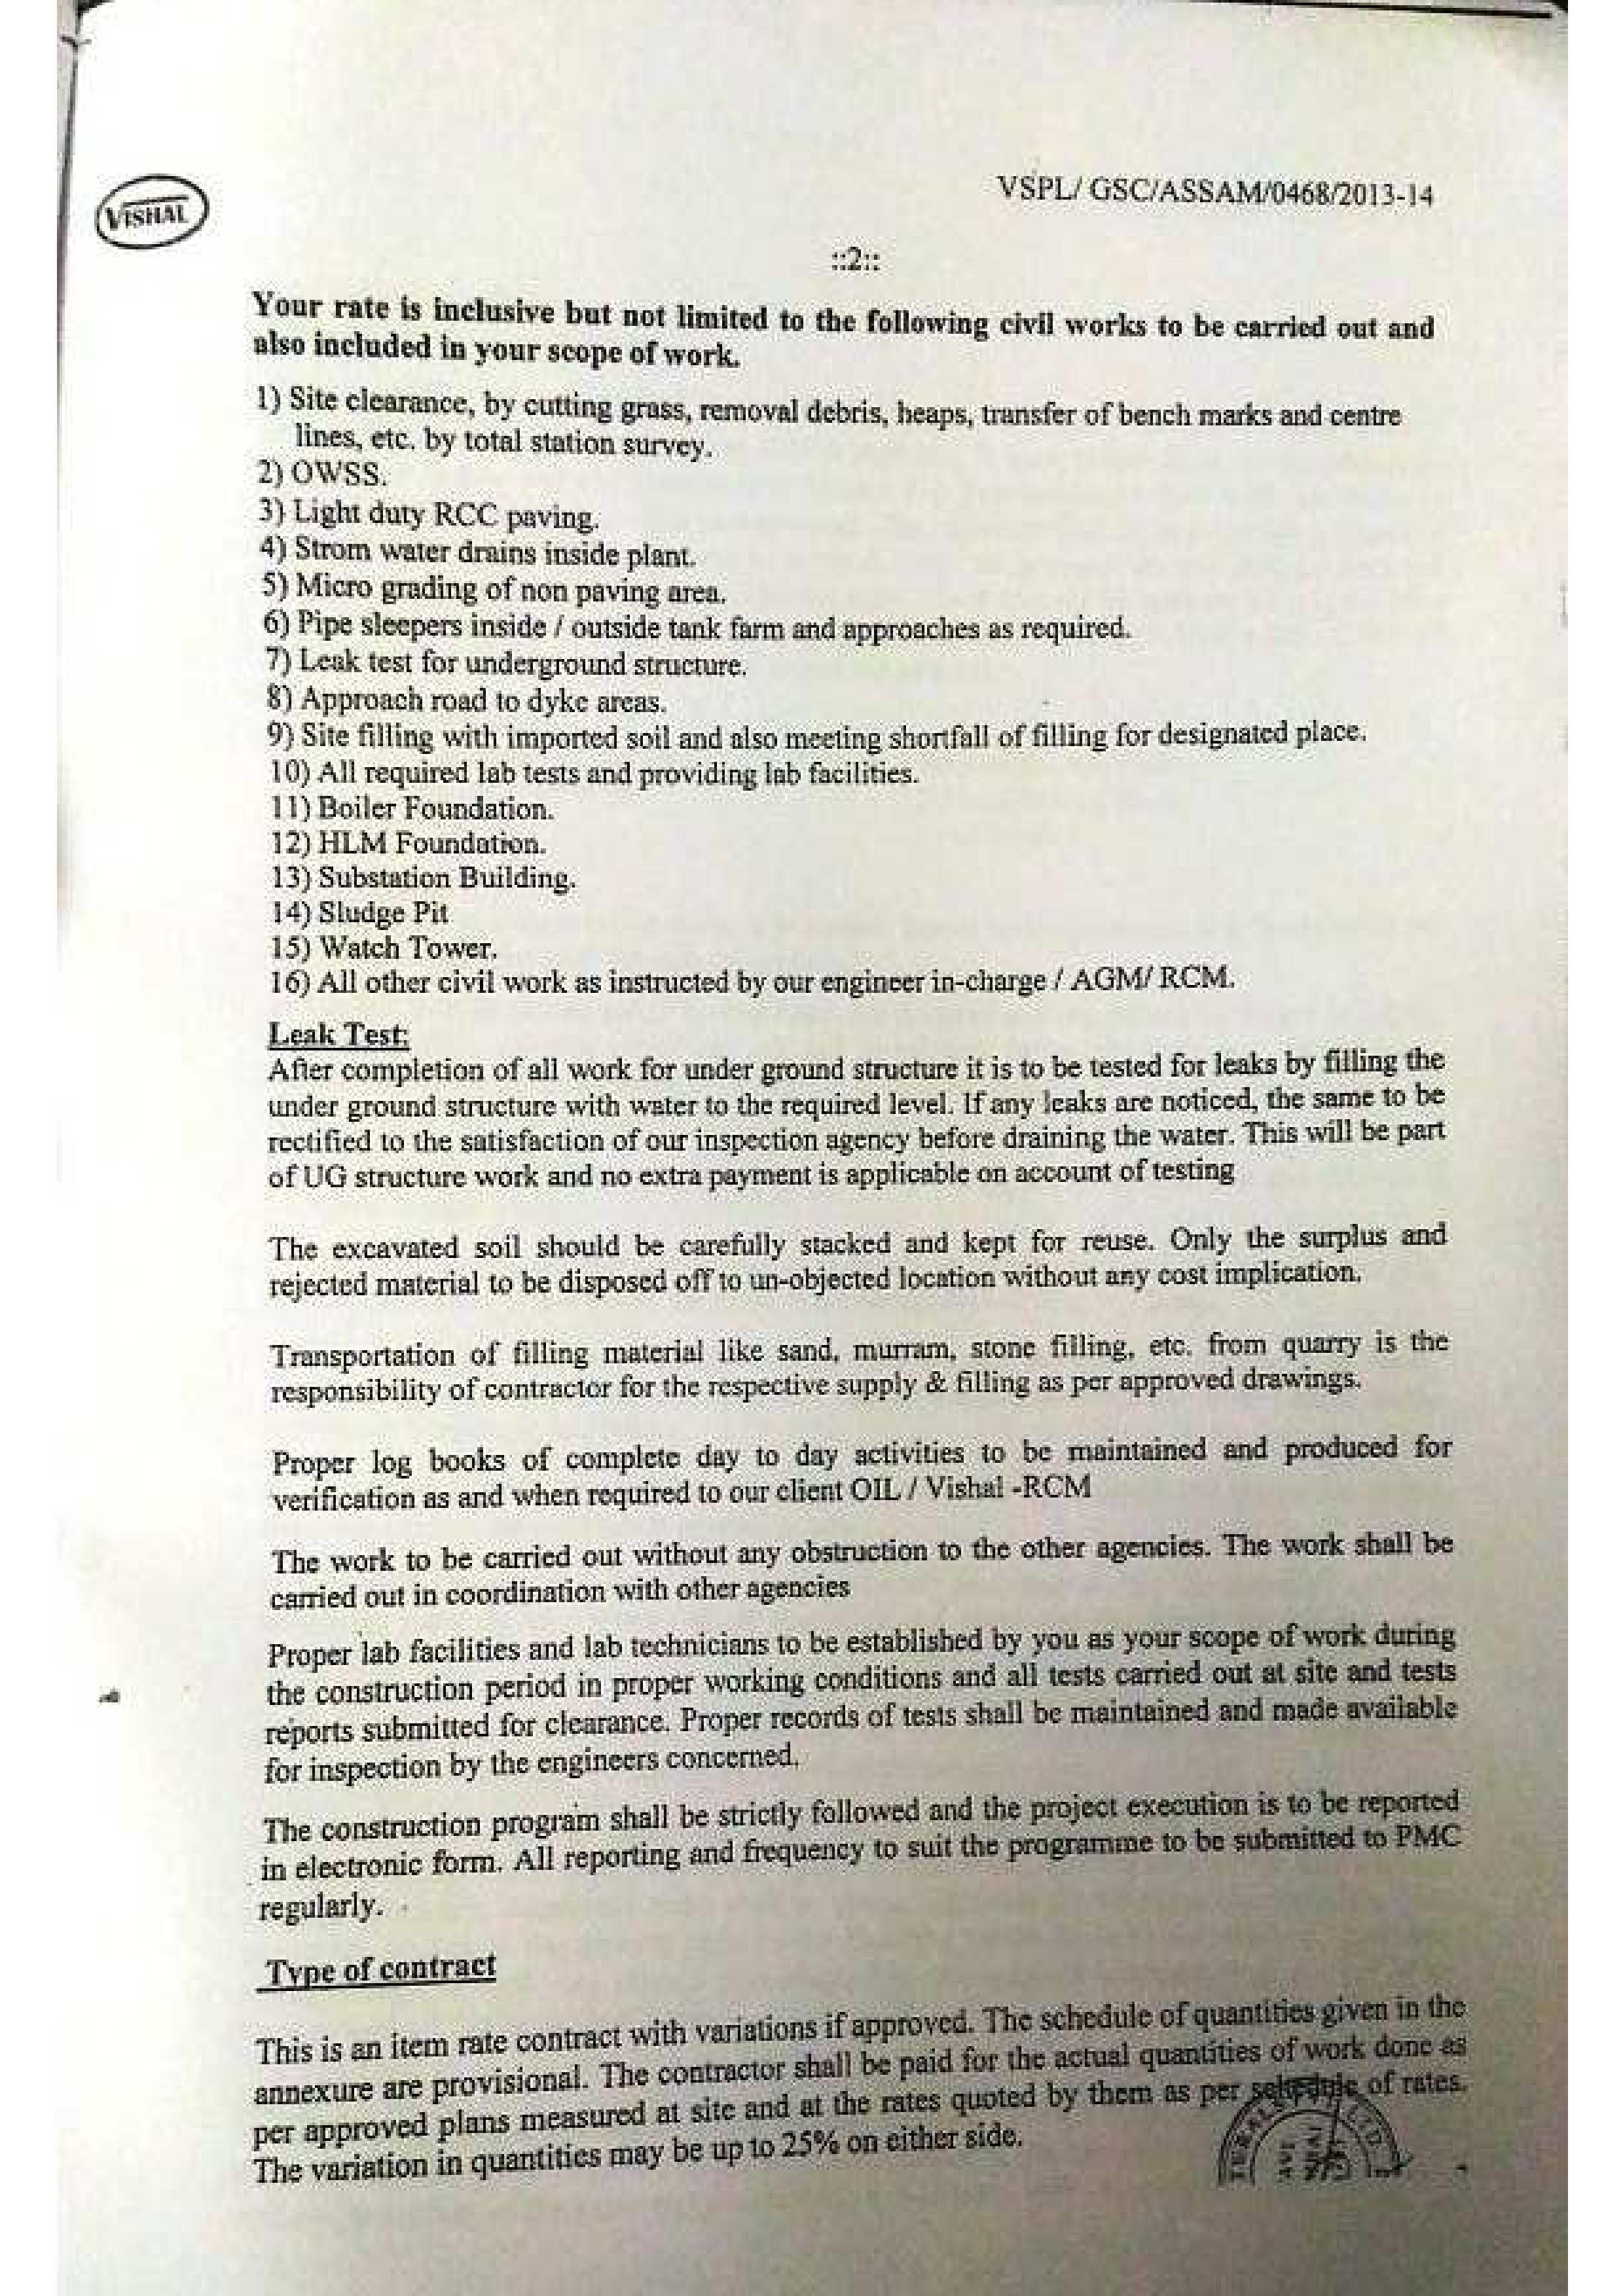 VISHAL
VSPL/ GSC/ASSAM/0468/2013-14
::2::
Your rate is inclusive but not limited to the following civil works to be carried out and
also included in your scope of work.
1) Site clearance, by cutting grass, removal debris, heaps, transfer of bench marks and centre
lines, etc. by total station survey.
2) OWSS.
3) Light duty RCC paving.
4) Strom water drains inside plant.
5) Micro grading of non paving area.
6) Pipe sleepers inside / outside tank farm and approaches as required.
7) Leak test for underground structure.
8) Approach road to dyke areas.
9) Site filling with imported soil and also meeting shortfall of filling for designated place.
10) All required lab tests and providing lab facilities.
11) Boiler Foundation.
12) HLM Foundation.
13) Substation Building.
14) Sludge Pit
15) Watch Tower.
16) All other civil work as instructed by our engineer in-charge / AGM/ RCM.
Leak Test:
After completion of all work for under ground structure it is to be tested for leaks by filling the
under ground structure with water to the required level. If any leaks are noticed, the same to be
rectified to the satisfaction of our inspection agency before draining the water. This will be part
of UG structure work and no extra payment is applicable on account of testing
The excavated soil should be carefully stacked and kept for reuse. Only the surplus and
rejected material to be disposed off to un-objected location without any cost implication.
Transportation of filling material like sand, murram, stone filling, etc. from quarry is the
responsibility of contractor for the respective supply & filling as per approved drawings.
Proper log books of complete day to day activities to be maintained and produced for
verification as and when required to our client OIL / Vishal -RCM
The work to be carried out without any obstruction to the other agencies. The work shall be
carried out in coordination with other agencies
Proper lab facilities and lab technicians to be established by you as your scope of work during
the construction period in proper working conditions and all tests carried out at site and tests
reports submitted for clearance. Proper records of tests shall be maintained and made available
for inspection by the engineers concerned.
The construction program shall be strictly followed and the project execution is to be reported
in electronic form. All reporting and frequency to suit the programme to be submitted to PMC
regularly.
Type of contract
This is an item rate contract with variations if approved. The schedule of quantities given in the
annexure are provisional. The contractor shall be paid for the actual quantities of work done as
per approved plans measured at site and at the rates quoted by them as per schedule of rates.
The variation in quantities may be up to 25% on either side.